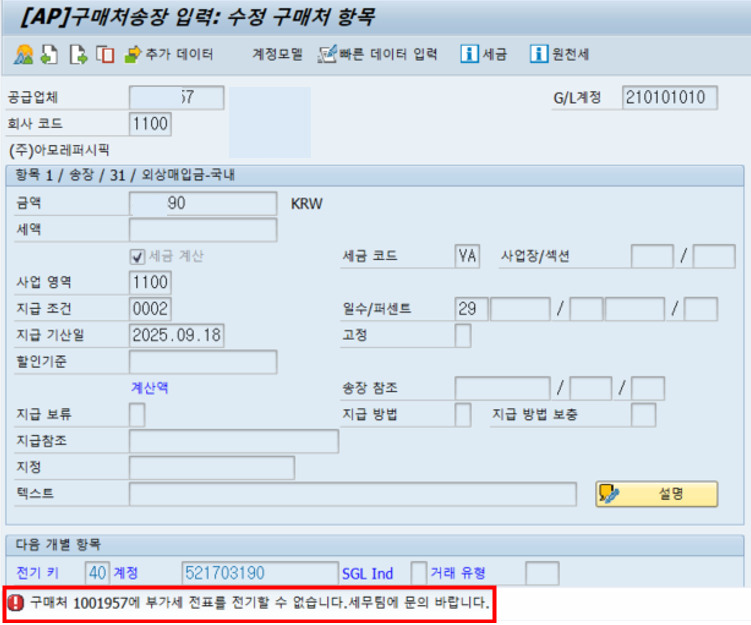 [AP]구매처송장 입력: 수정 구매처 항목
추가 데이터 계정모델 빠른 데이터 입력 세금 원천세
공급업체 57 G/L계정 210101010
회사 코드 1100
(주)아모레퍼시픽
항목 1 / 송장 / 31 / 외상매입금-국내
금액 90 KRW
세액
세금 계산 세금 코드 VA 사업장/섹션 /
사업 영역 1100
지급 조건 0002 일수/퍼센트 29 / /
지급 기산일 2025.09.18 고정
할인기준
계산액 송장 참조 / /
지급 보류 지급 방법 지급 방법 보충
지급참조
지정
텍스트 설명
다음 개별 항목
전기 키 40 계정 521703190 SGL Ind 거래 유형
구매처 1001957에 부가세 전표를 전기할 수 없습니다.세무팀에 문의 바랍니다.